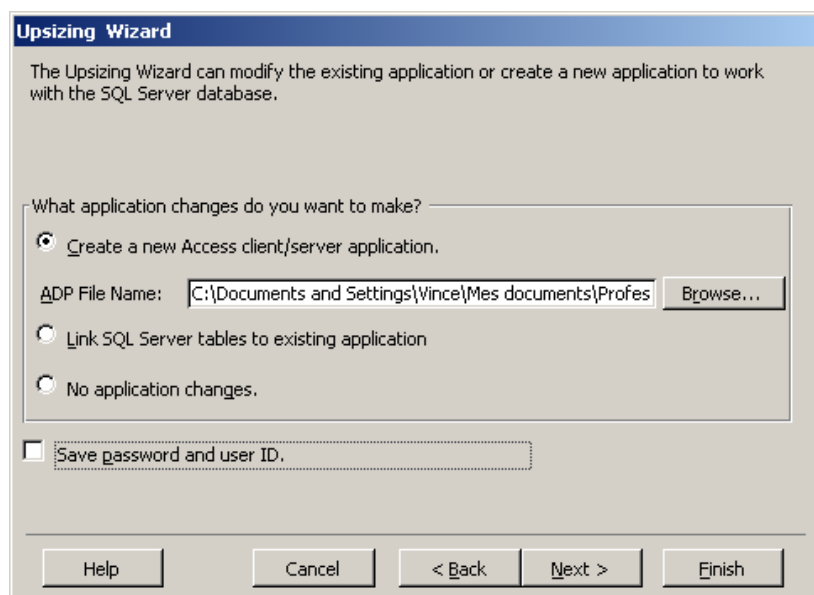 Upsizing Wizard
The Upsizing Wizard can modify the existing application or create a new application to work
with the SQL Server database.
What application changes do you want to make?
Create a new Access client/server application.
ADP File Name: C:\Documents and Settings\Vince\Mes documents\Profes Browse...
Link SQL Server tables to existing application
No application changes.
Save password and user ID.
Help Cancel < Back Next > Finish